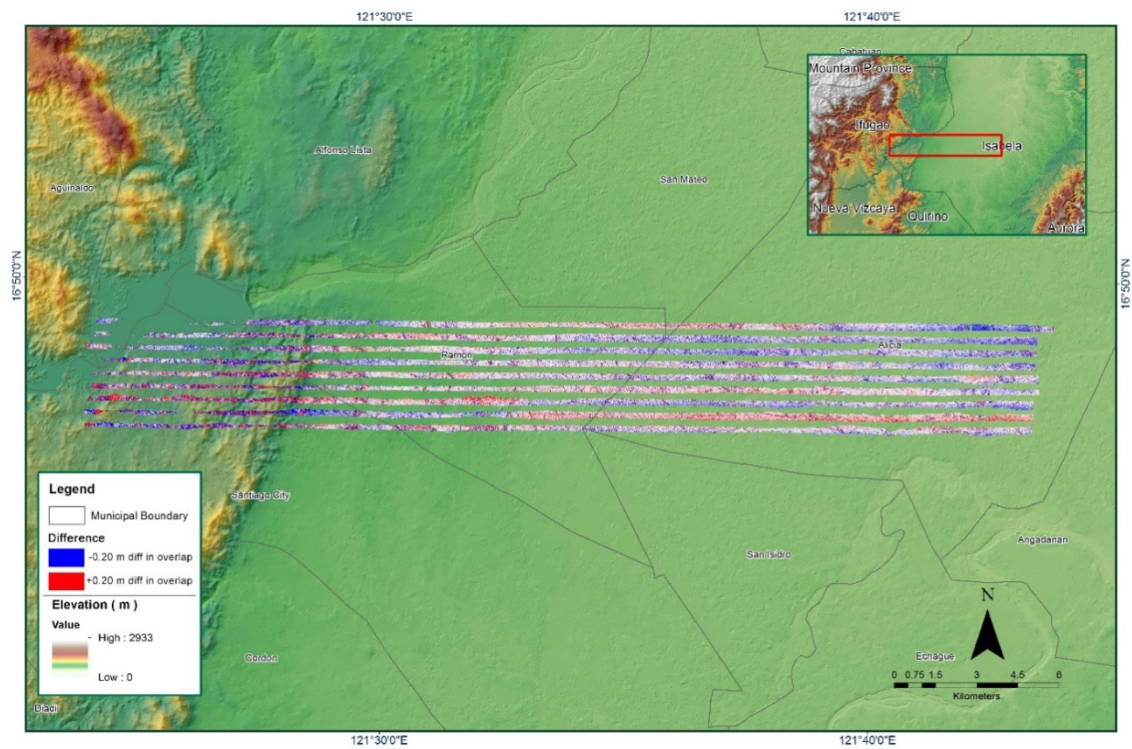 121°30'0"E
121°40'0"E
Cabatuan
Mountain Province
Ifugao
Isabela
Nueva Vizcaya
Quirino
Aurora
Alfonso Lista
San Mateo
Aguinaldo
16°50'0"N
16°50'0"N
Alicia
Ramon
Santiago City
San Isidro
Angadanan
Echague
Cordon
Diadi
Legend
Municipal Boundary
Difference
-0.20 m diff in overlap
+0.20 m diff in overlap
Elevation ( m )
Value
High : 2933
Low : 0
N
0 0.75 1.5 3 4.5 6
Kilometers
121°30'0"E
121°40'0"E